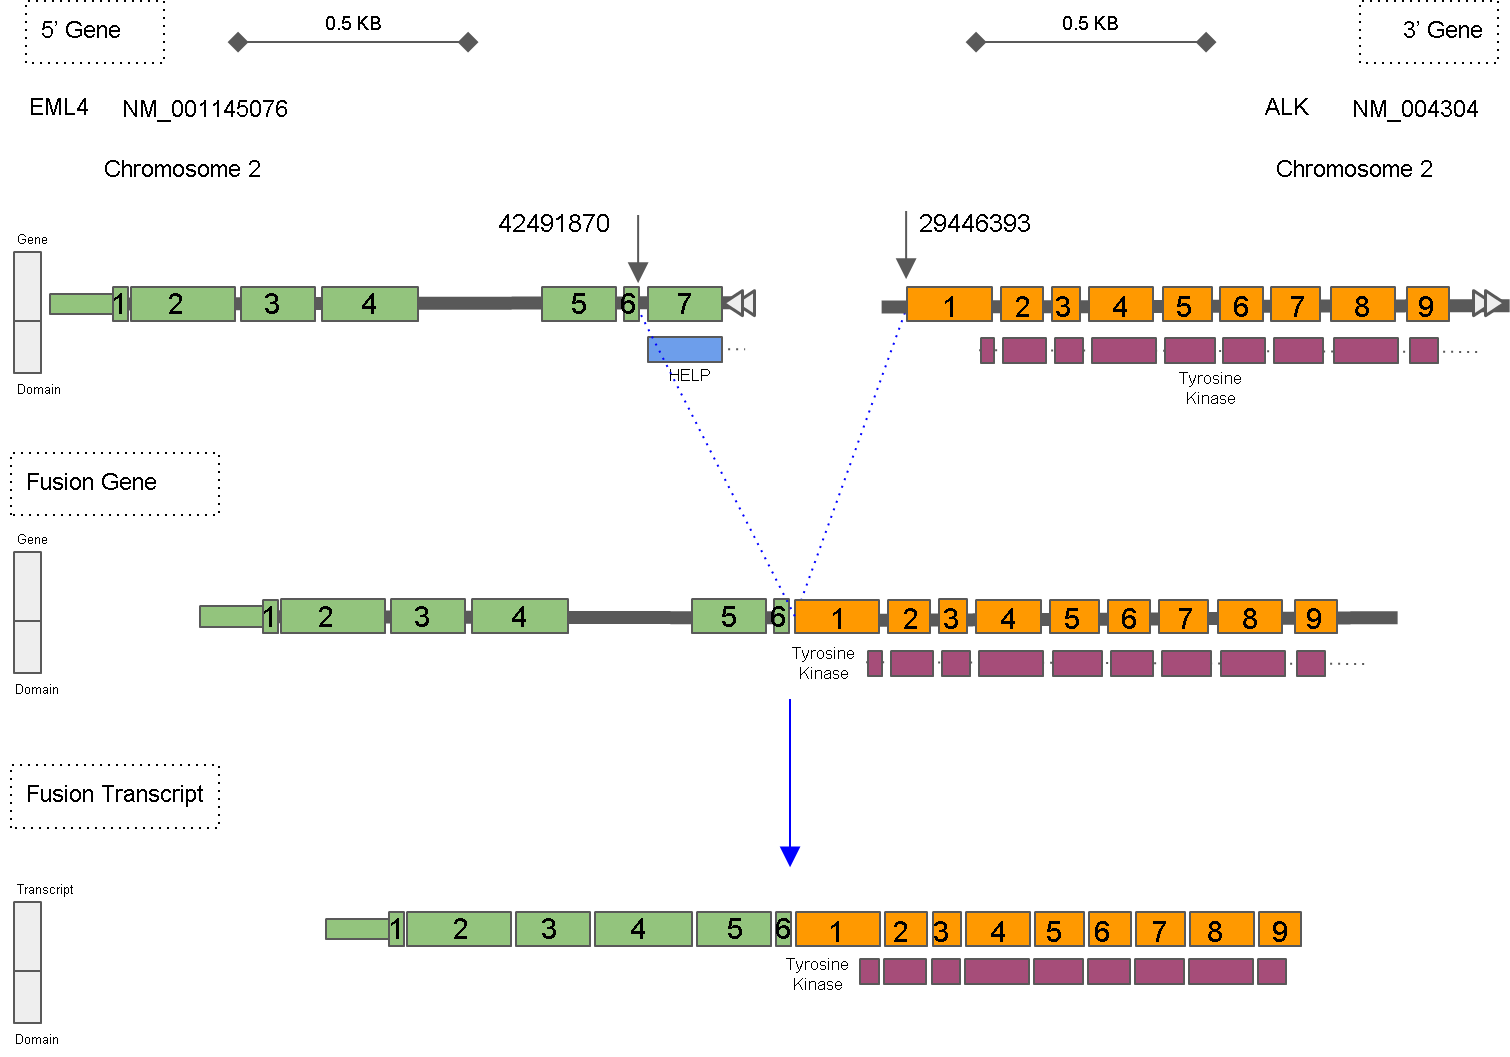 5’ Gene
0.5 KB
0.5 KB
3’ Gene
EML4 NM_001145076
ALK NM_004304
Chromosome 2
Chromosome 2
42491870
29446393
Gene
1 2 3 4 5 6 7
1 2 3 4 5 6 7 8 9
HELP
Tyrosine
Kinase
Domain
Fusion Gene
Gene
1 2 3 4 5 6 1 2 3 4 5 6 7 8 9
Tyrosine
Kinase
Domain
Fusion Transcript
Transcript
1 2 3 4 5 6 1 2 3 4 5 6 7 8 9
Tyrosine
Kinase
Domain